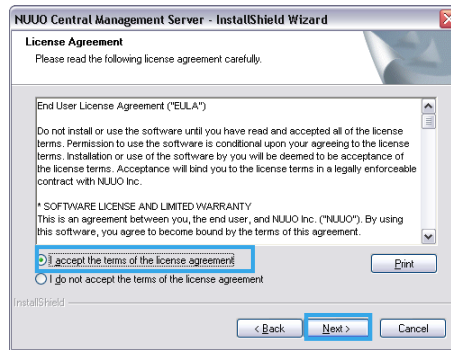 NUUO Central Management Server - InstallShield Wizard
License Agreement
Please read the following license agreement carefully.
End User License Agreement ("EULA")
Do not install or use the software until you have read and accepted all of the license
terms. Permission to use the software is conditional upon your agreeing to the license
terms. Installation or use of the software by you will be deemed to be acceptance of
the license terms. Acceptance will bind you to the license terms in a legally enforceable
contract with NUUO Inc.
* SOFTWARE LICENSE AND LIMITED WARRANTY
This is an agreement between you, the end user, and NUUO Inc. ("NUUO"). By using
this software, you agree to become bound by the terms of this agreement.
I accept the terms of the license agreement
Print
I do not accept the terms of the license agreement
InstallShield
< Back Next > Cancel